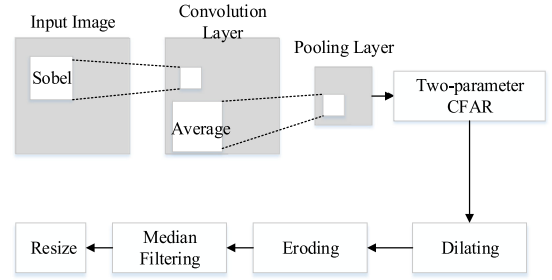 Input Image
Convolution
Layer
Pooling Layer
Sobel
Average
Two-parameter
CFAR
Resize
Median
Filtering
Eroding
Dilating